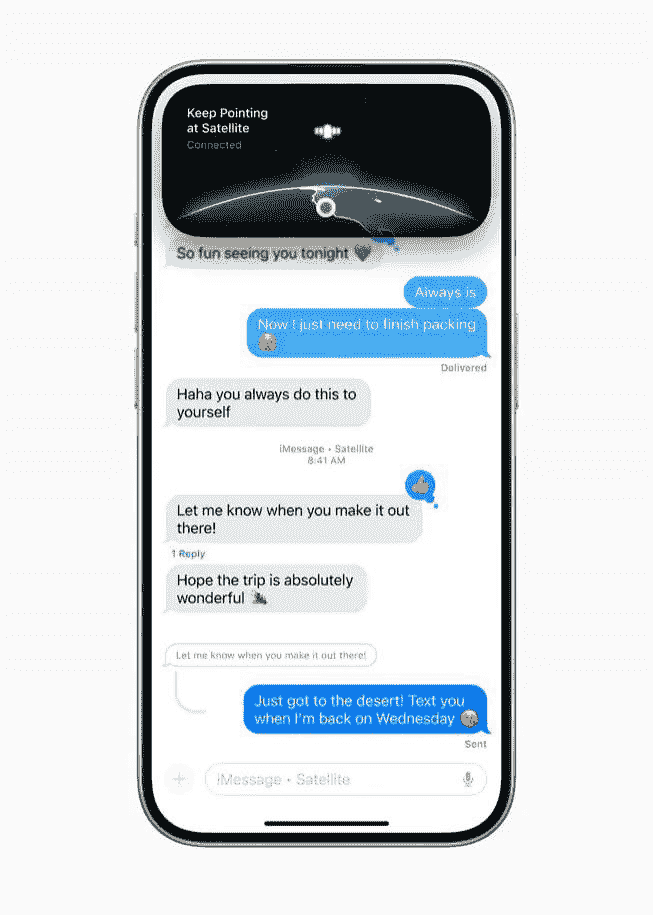 Keep Pointing
at Satellite
Connected
So fun seeing you tonight
Always is
Now I just need to finish packing
Delivered
Haha you always do this to
yourself
iMessage • Satellite
8:41 AM
Let me know when you make it out
there!
1 Reply
Hope the trip is absolutely
wonderful
Let me know when you make it out there!
Just got to the desert! Text you
when I'm back on Wednesday
Sent
iMessage • Satellite